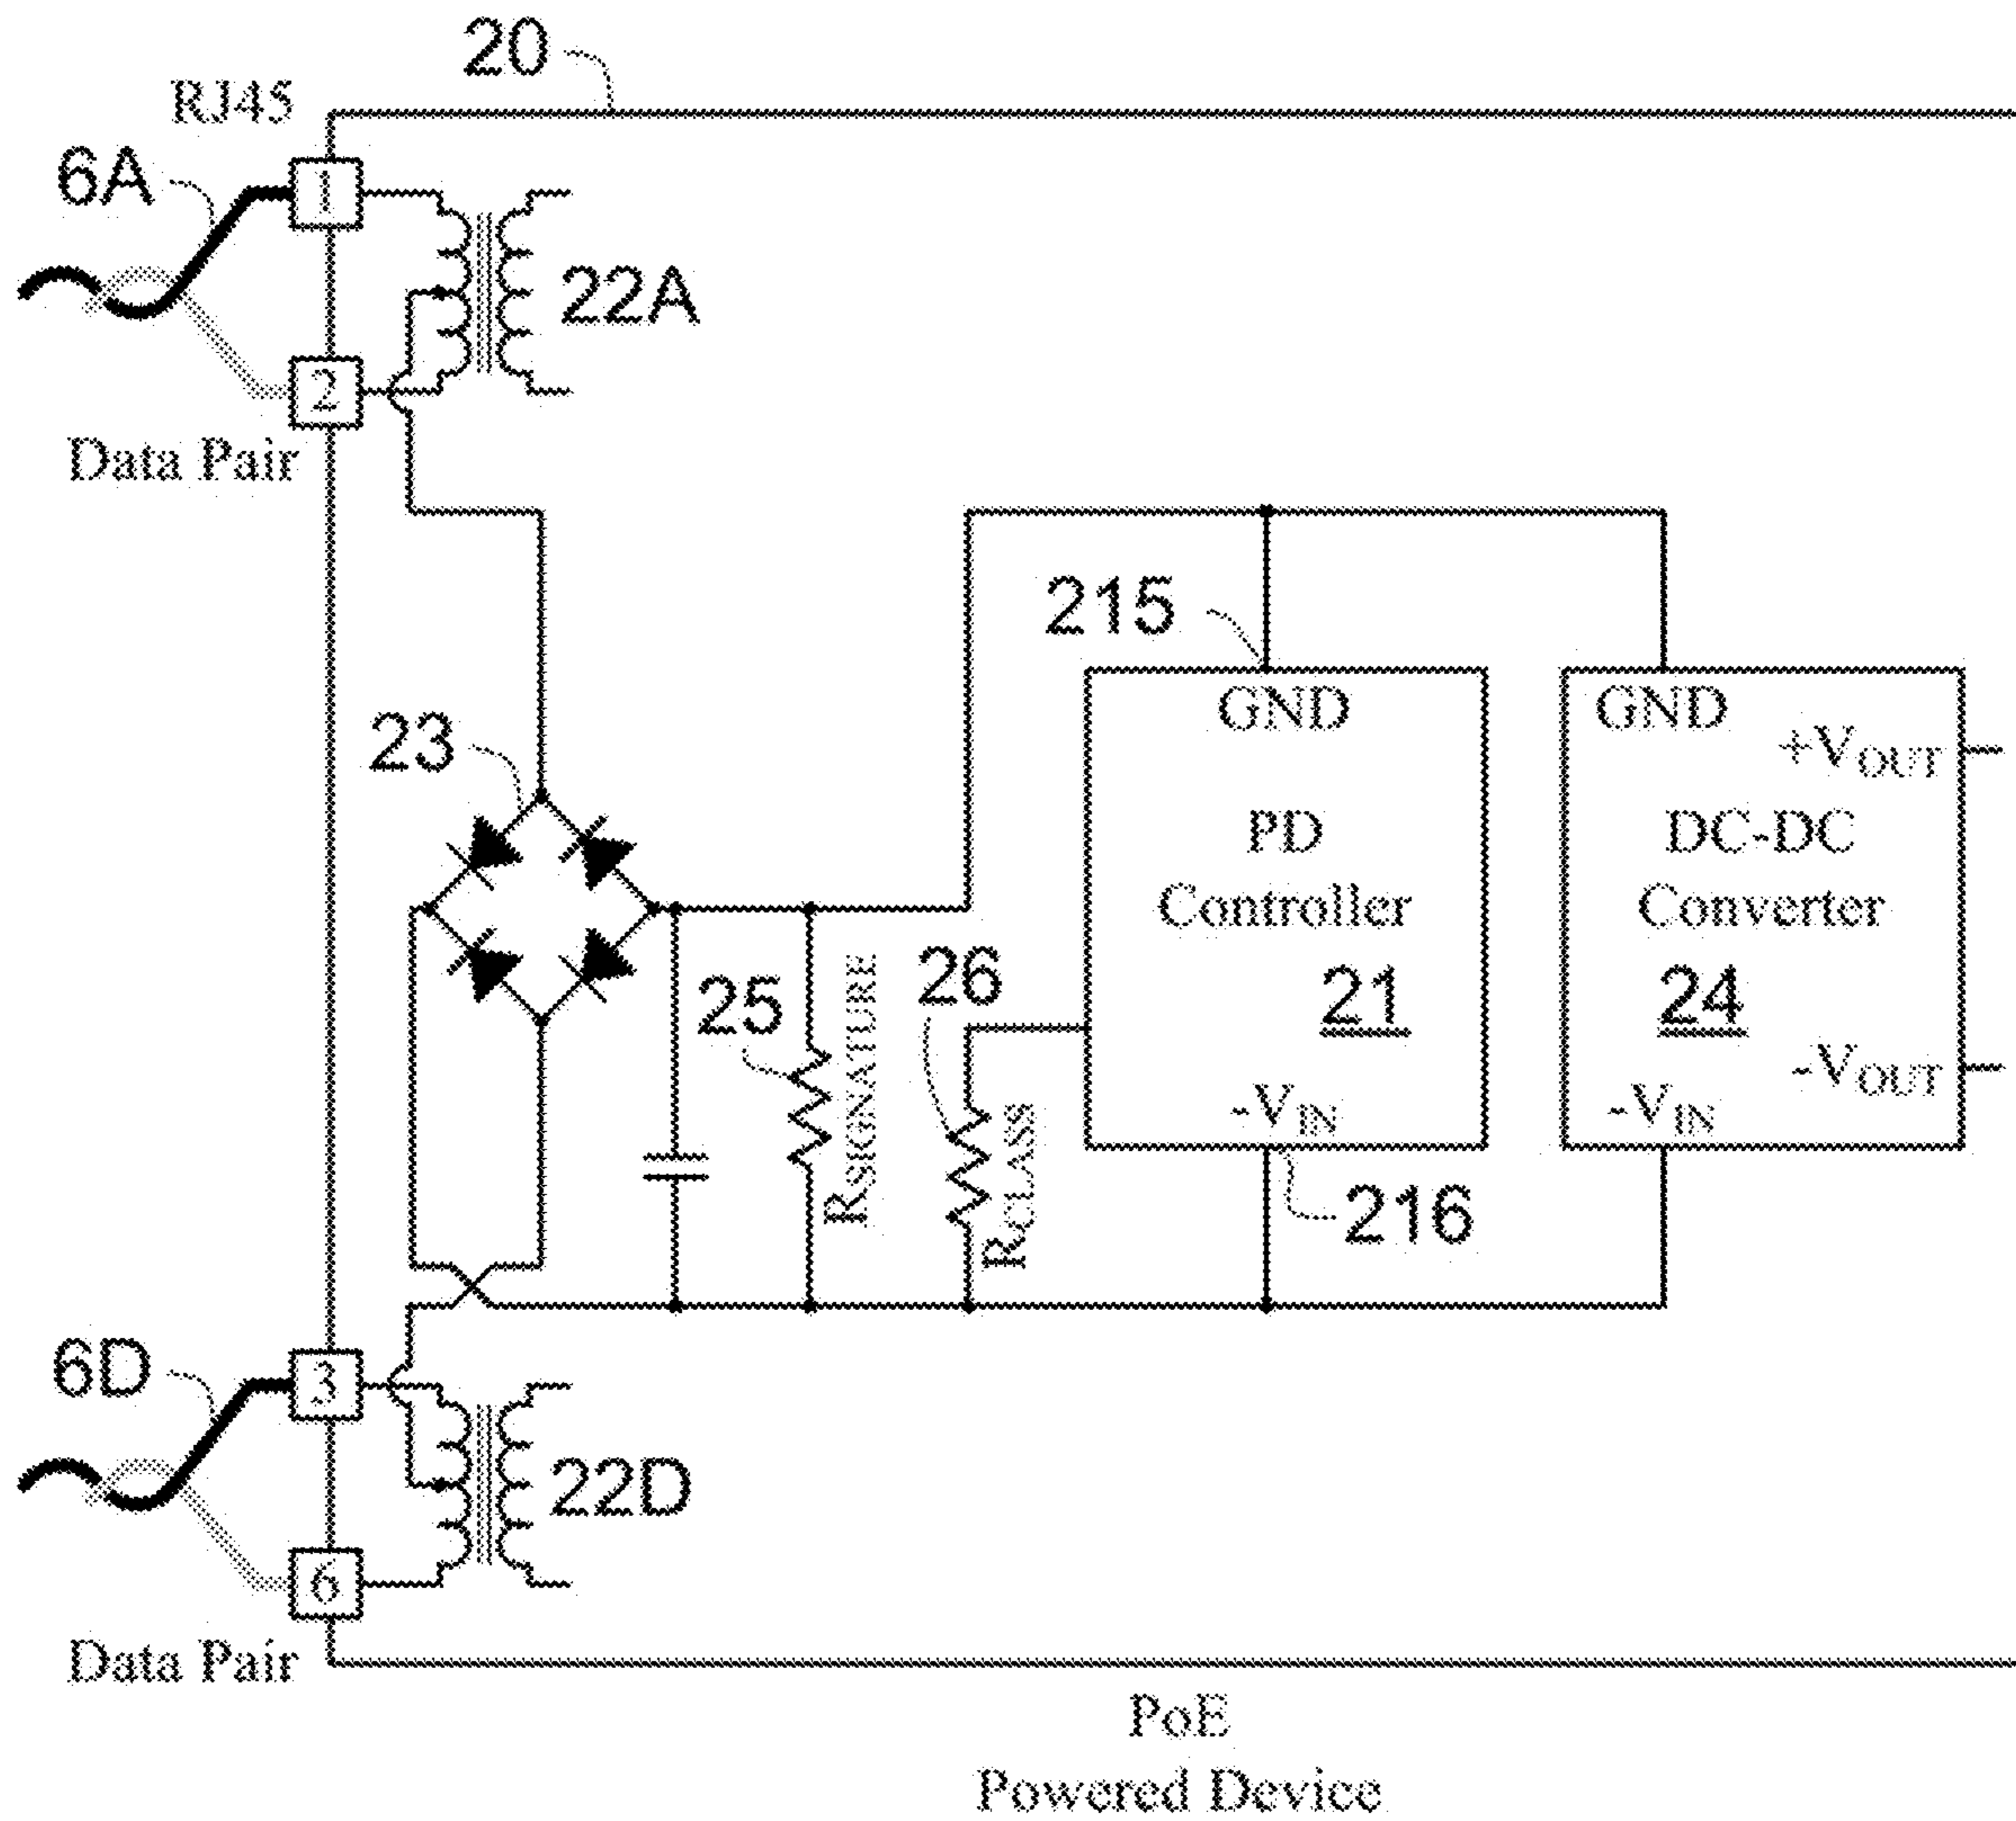 20
RJ45
6A
1
22A
2
Data Pair
215
23
GND
GND
+VOUT
PD
Controller
DC-DC
Converter
25
26
21
24
RSIGNATURE
RCLASS
-VOUT
-VIN
-VIN
216
6D
3
22D
6
Data Pair
PoE
Powered Device